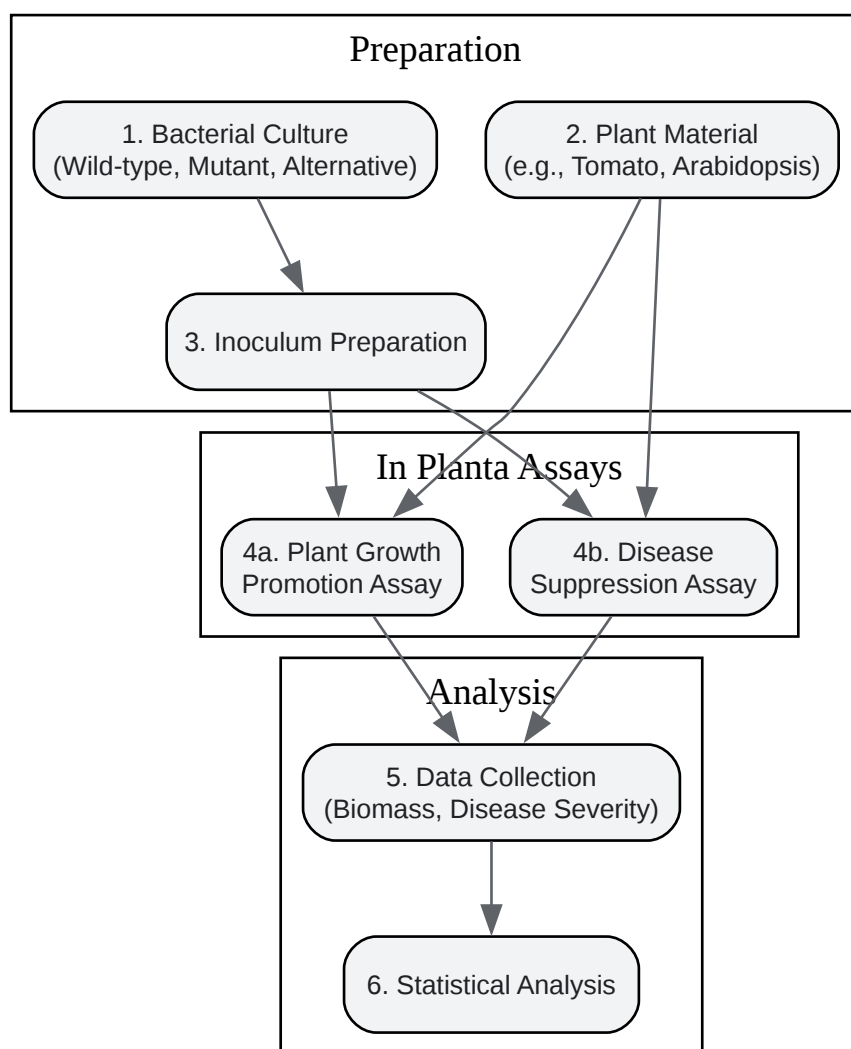 Preparation
1. Bacterial Culture
(Wild-type, Mutant, Alternative)
2. Plant Material
(e.g., Tomato, Arabidopsis)
3. Inoculum Preparation
In Planta Assays
4a. Plant Growth
Promotion Assay
4b. Disease
Suppression Assay
Analysis
5. Data Collection
(Biomass, Disease Severity)
6. Statistical Analysis